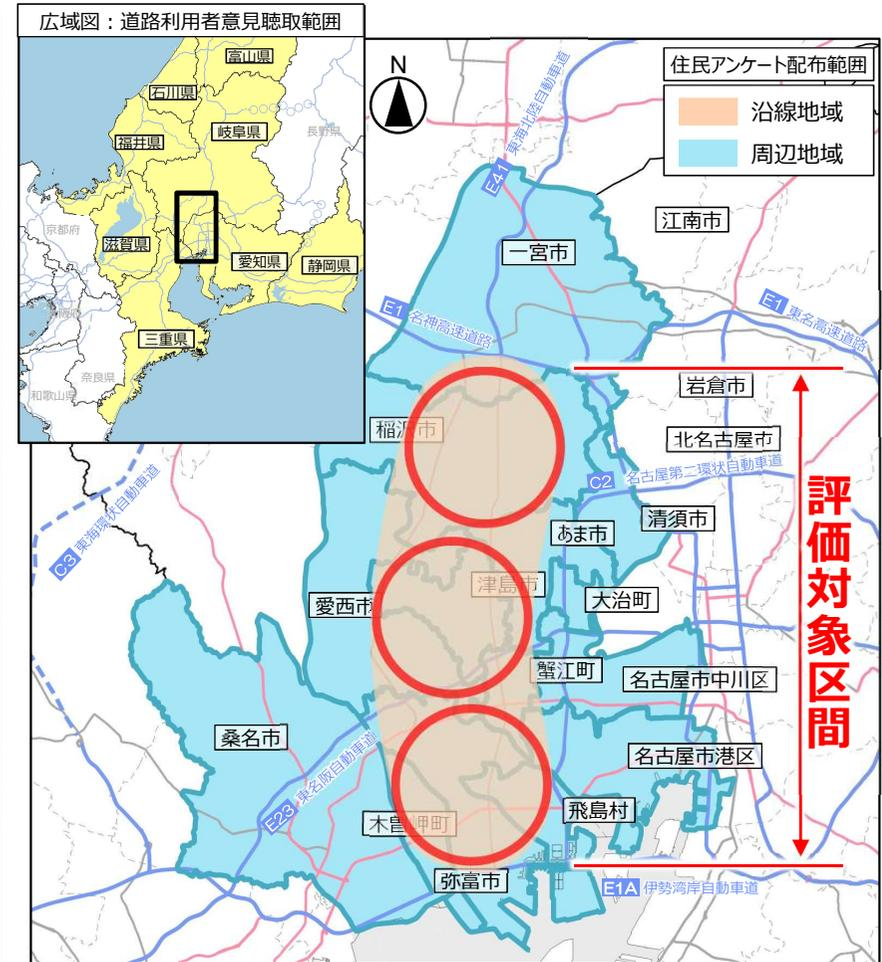 広域図：道路利用者意見聴取範囲
富山県
石川県
岐阜県
長野県
福井県
京都府
滋賀県
愛知県
静岡県
三重県
奈良県
和歌山県
N
住民アンケート配布範囲
沿線地域
周辺地域
E41 東海北陸自動車道
江南市
一宮市
E1 名神高速道路
E1 東名高速道路
岩倉市
稲沢市
北名古屋市
C2 名古屋第二環状自動車道
C3 東海環状自動車道
清須市
あま市
津島市
愛西市
大治町
評価対象区間
蟹江町
名古屋市中川区
桑名市
名古屋市港区
E23 東名阪自動車道
飛島村
木曽岬町
弥富市
E1A 伊勢湾岸自動車道